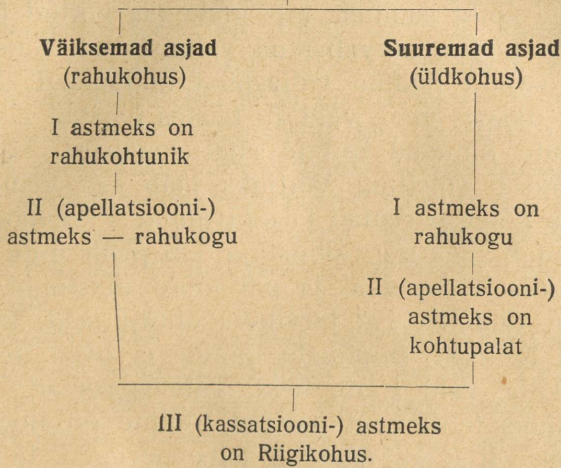 Väiksemad asjad
(rahukohus)
I astmeks on
rahukohtunik
II (apellatsiooni-)
astmeks — rahukogu
Suuremad asjad
(üldkohus)
I astmeks on
rahukogu
II (apellatsiooni-)
astmeks on
kohtupalat
III (kassatsiooni-) astmeks
on Riigikohus.